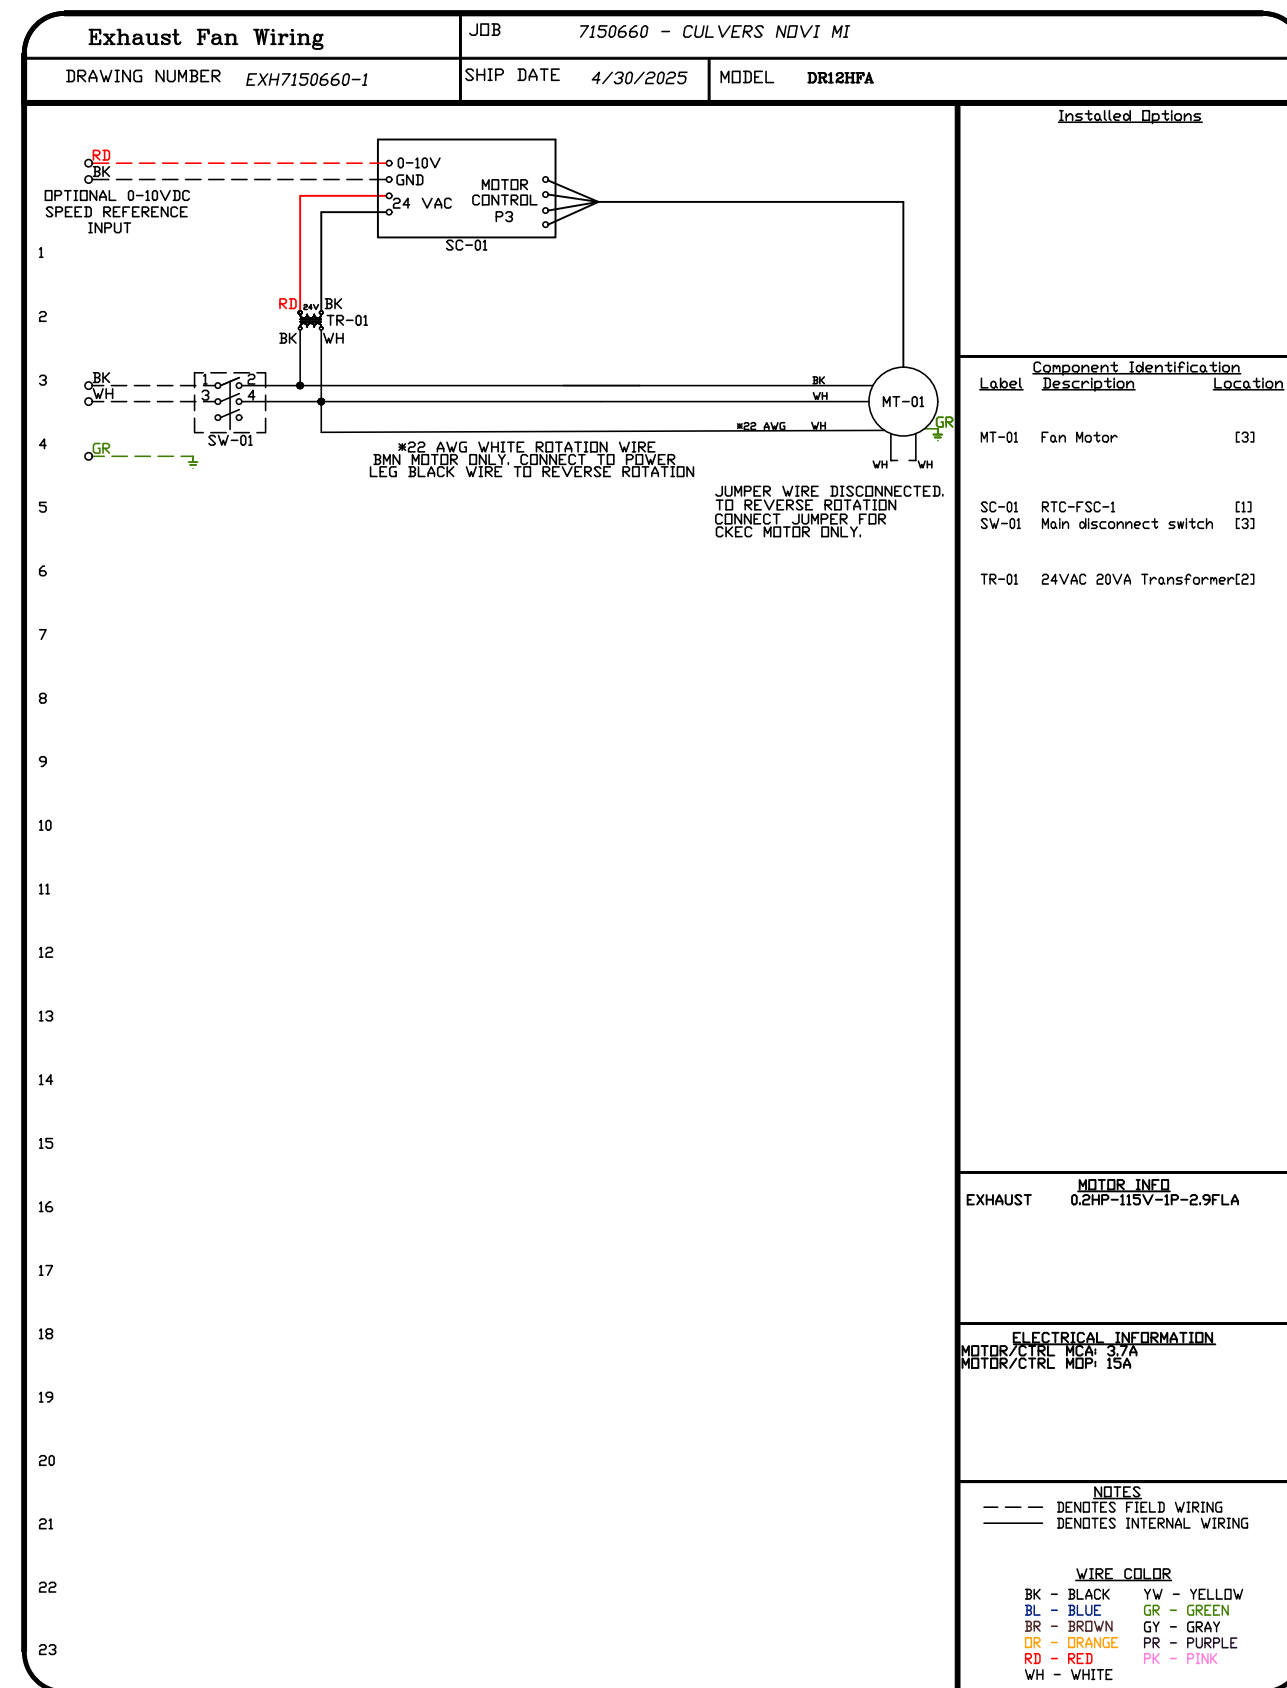 Exhaust Fan Wiring
JOB 7150660 - CULVERS NOVI MI
DRAWING NUMBER EXH7150660-1
SHIP DATE 4/30/2025
MODEL DR12HFA
RD
BK
OPTIONAL 0-10VDC
SPEED REFERENCE
INPUT
0-10V
GND
24 VAC
MOTOR
CONTROL
P3
SC-01
RD 24V BK
TR-01
BK WH
BK
WH
1 2
3 4
SW-01
GR
BK
WH
*22 AWG WH
MT-01
GR
WH WH
*22 AWG WHITE ROTATION WIRE
BMN MOTOR ONLY. CONNECT TO POWER
LEG BLACK WIRE TO REVERSE ROTATION
JUMPER WIRE DISCONNECTED.
TO REVERSE ROTATION
CONNECT JUMPER FOR
CKEC MOTOR ONLY.
1
2
3
4
5
6
7
8
9
10
11
12
13
14
15
16
17
18
19
20
21
22
23
Installed Options
Component Identification
Label Description Location
MT-01 Fan Motor [3]
SC-01 RTC-FSC-1 [1]
SW-01 Main disconnect switch [3]
TR-01 24VAC 20VA Transformer[2]
MOTOR INFO
EXHAUST 0.2HP-115V-1P-2.9FLA
ELECTRICAL INFORMATION
MOTOR/CTRL MCA: 3.7A
MOTOR/CTRL MOP: 15A
NOTES
DENOTES FIELD WIRING
DENOTES INTERNAL WIRING
WIRE COLOR
BK - BLACK YW - YELLOW
BL - BLUE GR - GREEN
BR - BROWN GY - GRAY
OR - ORANGE PR - PURPLE
RD - RED PK - PINK
WH - WHITE